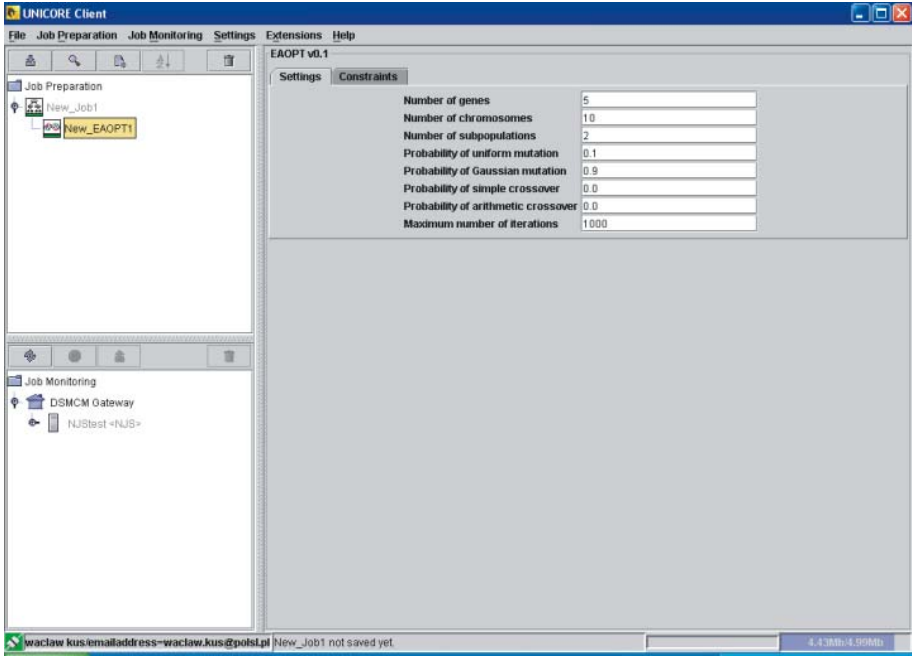 UNICORE Client
File Job Preparation Job Monitoring Settings Extensions Help
Job Preparation
New_Job1
New_EAOPT1
EAOPT v0.1
Settings Constraints
Number of genes 5
Number of chromosomes 10
Number of subpopulations 2
Probability of uniform mutation 0.1
Probability of Gaussian mutation 0.9
Probability of simple crossover 0.0
Probability of arithmetic crossover 0.0
Maximum number of iterations 1000
Job Monitoring
DSMCM Gateway
NJStest <NJS>
waclaw kus/emailaddress=waclaw.kus@polsl.pl New_Job1 not saved yet. 4.43Mb/4.99Mb